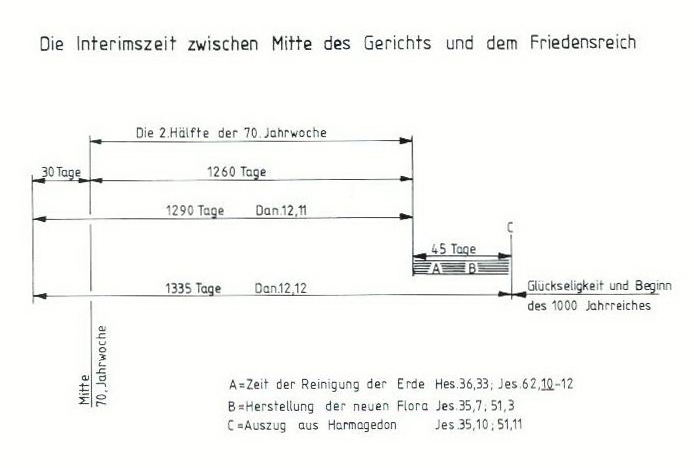 Die Interimszeit zwischen Mitte des Gerichts und dem Friedensreich
Die 2.Hälfte der 70.Jahrwoche
30 Tage
1260 Tage
1290 Tage Dan.12,11
C
45 Tage
A B
1335 Tage Dan.12,12
Glückseligkeit und Beginn
des 1000 Jahrreiches
Mitte
70.Jahrwoche
A=Zeit der Reinigung der Erde Hes.36,33; Jes.62,10-12
B=Herstellung der neuen Flora Jes.35,7; 51,3
C=Auszug aus Harmagedon Jes.35,10; 51,11